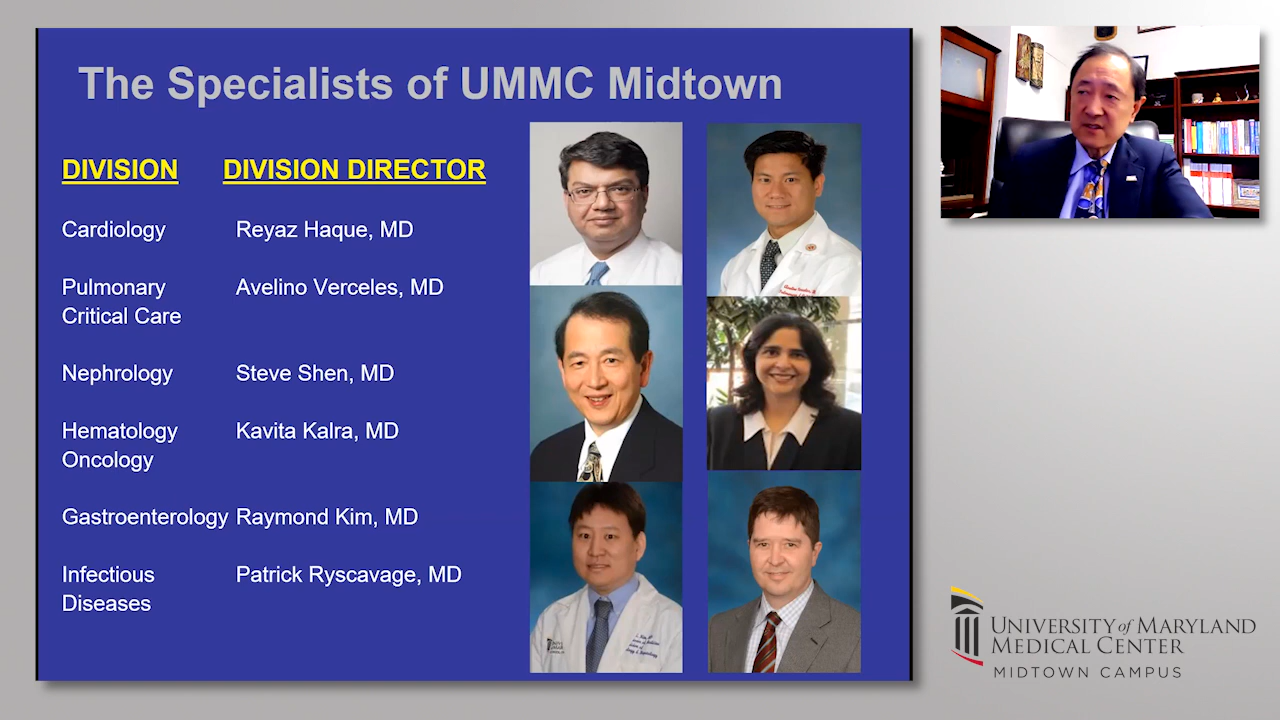 The Specialists of UMMC Midtown
DIVISION DIVISION DIRECTOR
Cardiology Reyaz Haque, MD
Pulmonary Avelino Verceles, MD
Critical Care
Nephrology Steve Shen, MD
Hematology Kavita Kalra, MD
Oncology
Gastroenterology Raymond Kim, MD
Infectious Patrick Ryscavage, MD
Diseases
UNIVERSITY of MARYLAND
MEDICAL CENTER
MIDTOWN CAMPUS